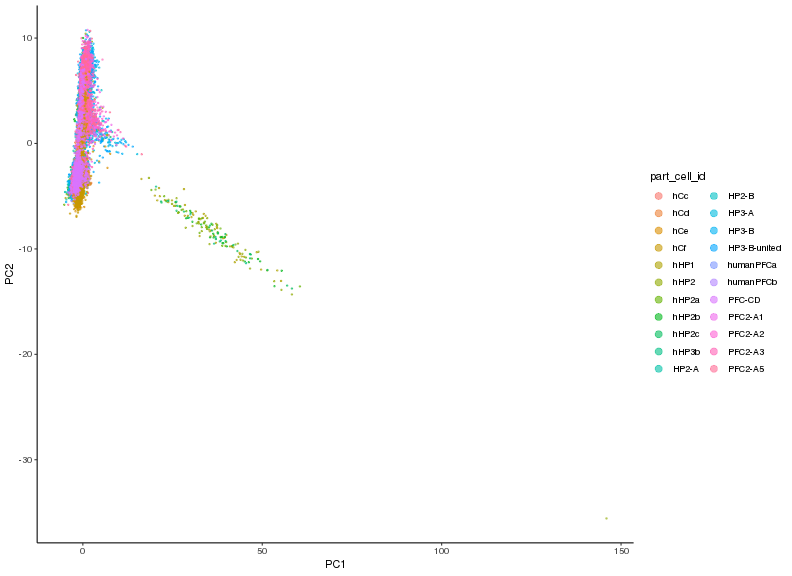 10
0
-10
-20
-30
PC2
0
50
100
150
PC1
part_cell_id
hCc
hCd
hCe
hCf
hHP1
hHP2
hHP2a
hHP2b
hHP2c
hHP3b
HP2-A
HP2-B
HP3-A
HP3-B
HP3-B-united
humanPFCa
humanPFCb
PFC-CD
PFC2-A1
PFC2-A2
PFC2-A3
PFC2-A5